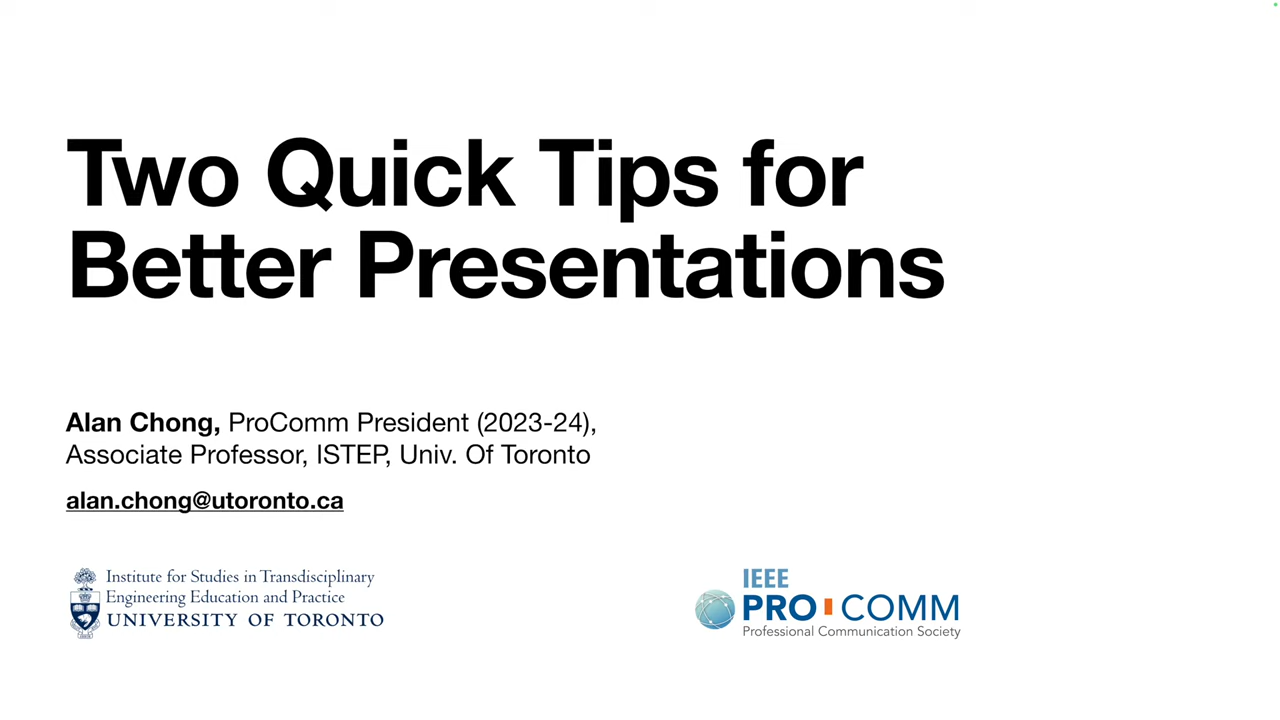 Two Quick Tips for
Better Presentations
Alan Chong, ProComm President (2023-24),
Associate Professor, ISTEP, Univ. Of Toronto
alan.chong@utoronto.ca
Institute for Studies in Transdisciplinary
Engineering Education and Practice
UNIVERSITY OF TORONTO
IEEE
PRO COMM
Professional Communication Society